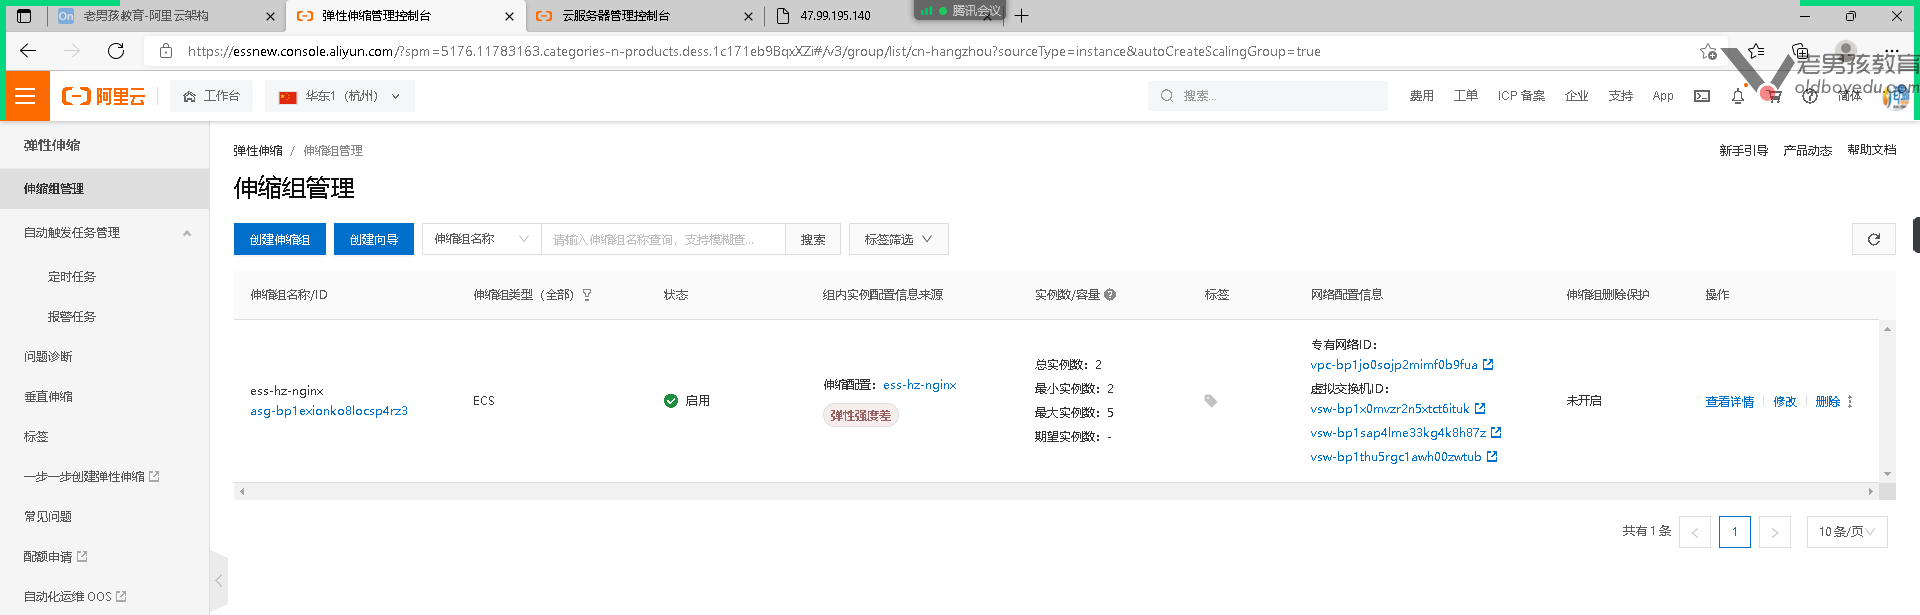 On 老男孩教育-阿里云架构
弹性伸缩管理控制台
云服务器管理控制台
47.99.195.140
腾讯会议
https://essnew.console.aliyun.com/?spm=5176.11783163.categories-n-products.dess.1c171eb9BqxXZi#/v3/group/list/cn-hangzhou?sourceType=instance&autoCreateScalingGroup=true
老男孩教育
oldboyedu.com
阿里云
工作台
华东1（杭州）
搜索...
费用 工单 ICP 备案 企业 支持 App 简体
弹性伸缩
伸缩组管理
自动触发任务管理
定时任务
报警任务
问题诊断
垂直伸缩
标签
一步一步创建弹性伸缩
常见问题
配额申请
自动化运维 OOS
弹性伸缩 / 伸缩组管理
新手引导 产品动态 帮助文档
伸缩组管理
创建伸缩组 创建向导 伸缩组名称 请输入伸缩组名称查询，支持模糊查... 搜索 标签筛选
伸缩组名称/ID 伸缩组类型（全部） 状态 组内实例配置信息来源 实例数/容量 标签 网络配置信息 伸缩组删除保护 操作
ess-hz-nginx
asg-bp1exionko8locsp4rz3
ECS
启用
伸缩配置：ess-hz-nginx
弹性强度差
总实例数：2
最小实例数：2
最大实例数：5
期望实例数：-
专有网络ID：
vpc-bp1jo0sojp2mimf0b9fua
虚拟交换机ID：
vsw-bp1x0mvzr2n5xtct6ituk
vsw-bp1sap4lme33kg4k8h87z
vsw-bp1thu5rgc1awh00zwtub
未开启
查看详情 修改 删除
共有1条 1 10 条/页